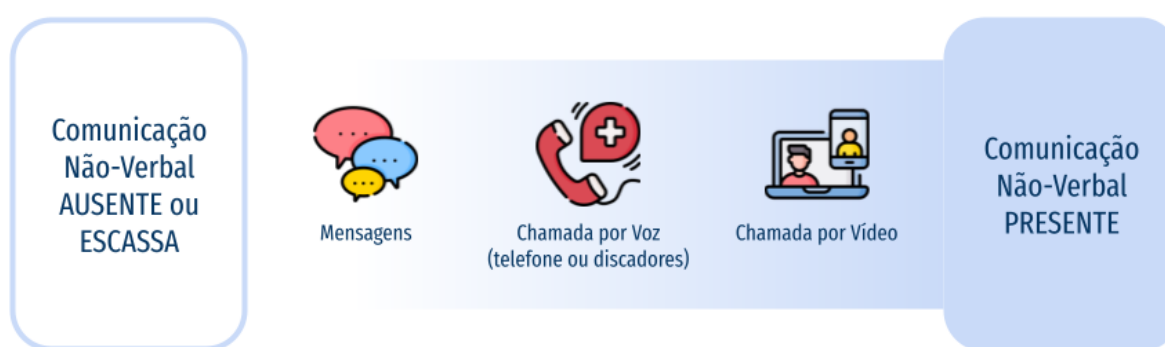 Comunicação
Não-Verbal
AUSENTE ou
ESCASSA
Mensagens
Chamada por Voz
(telefone ou discadores)
Chamada por Vídeo
Comunicação
Não-Verbal
PRESENTE